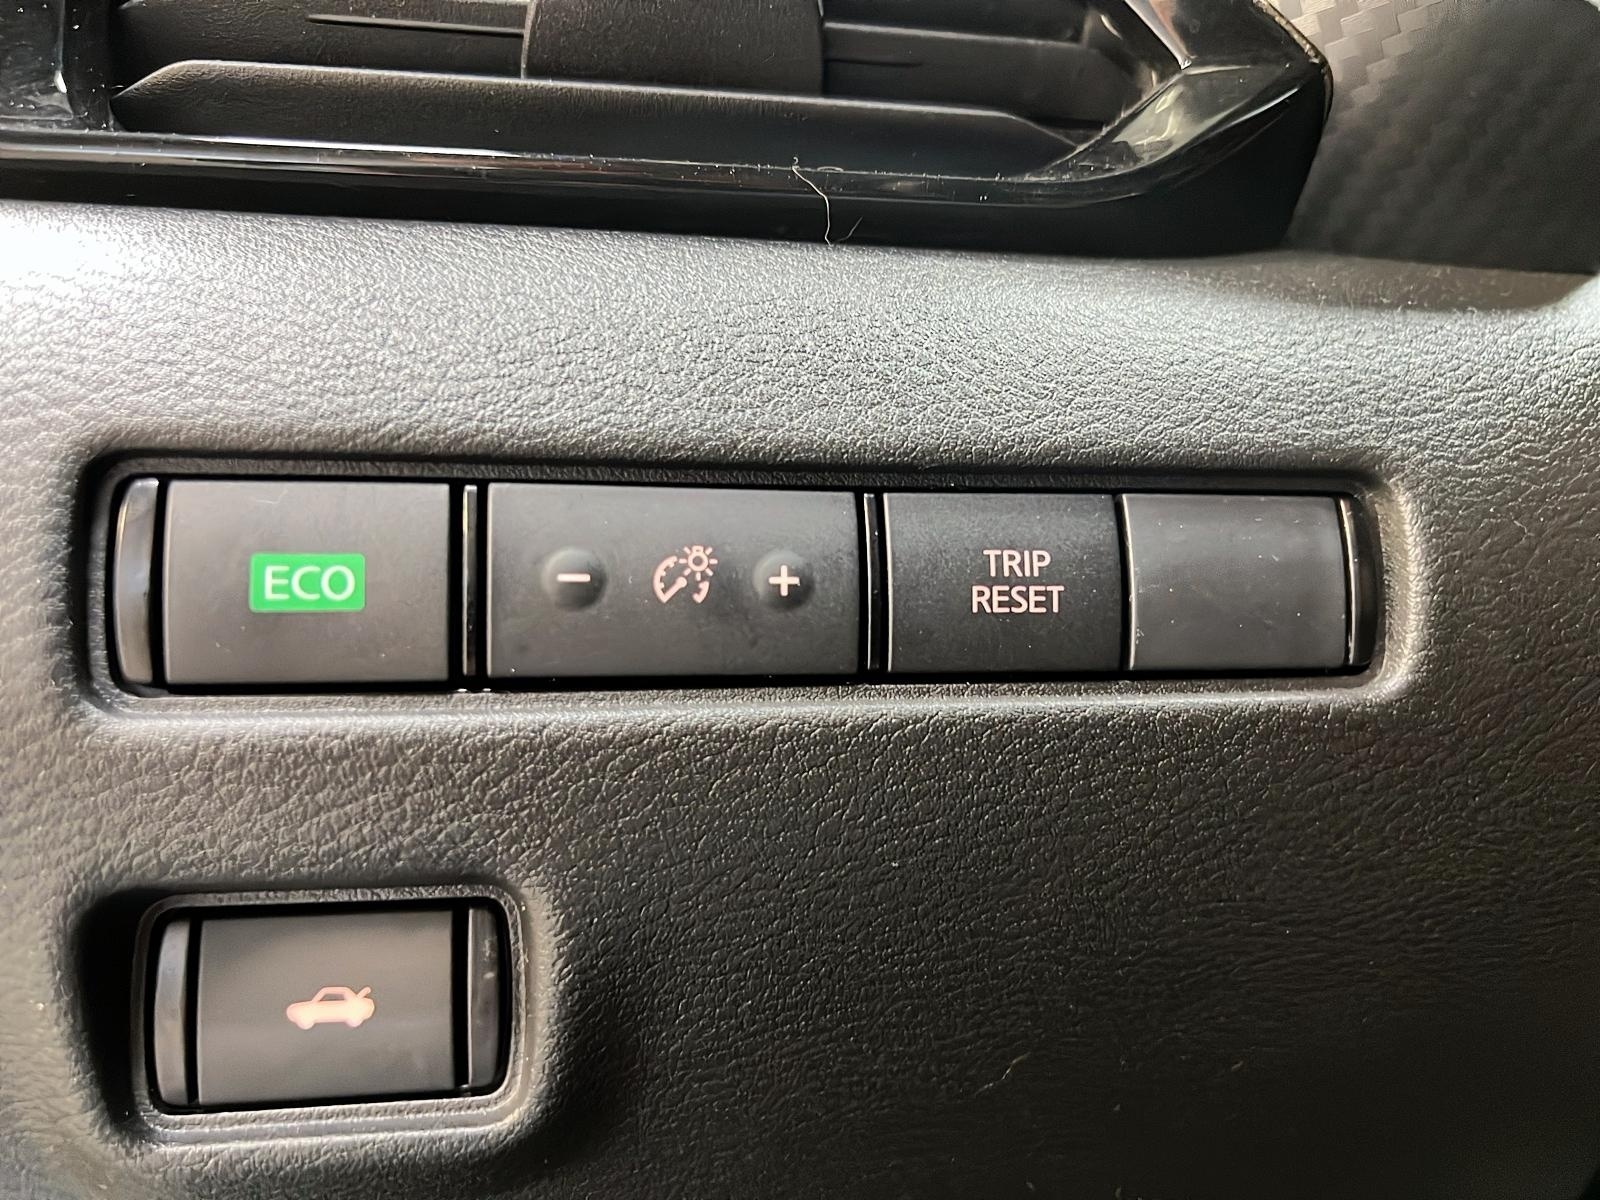 ECO
- +
TRIP
RESET